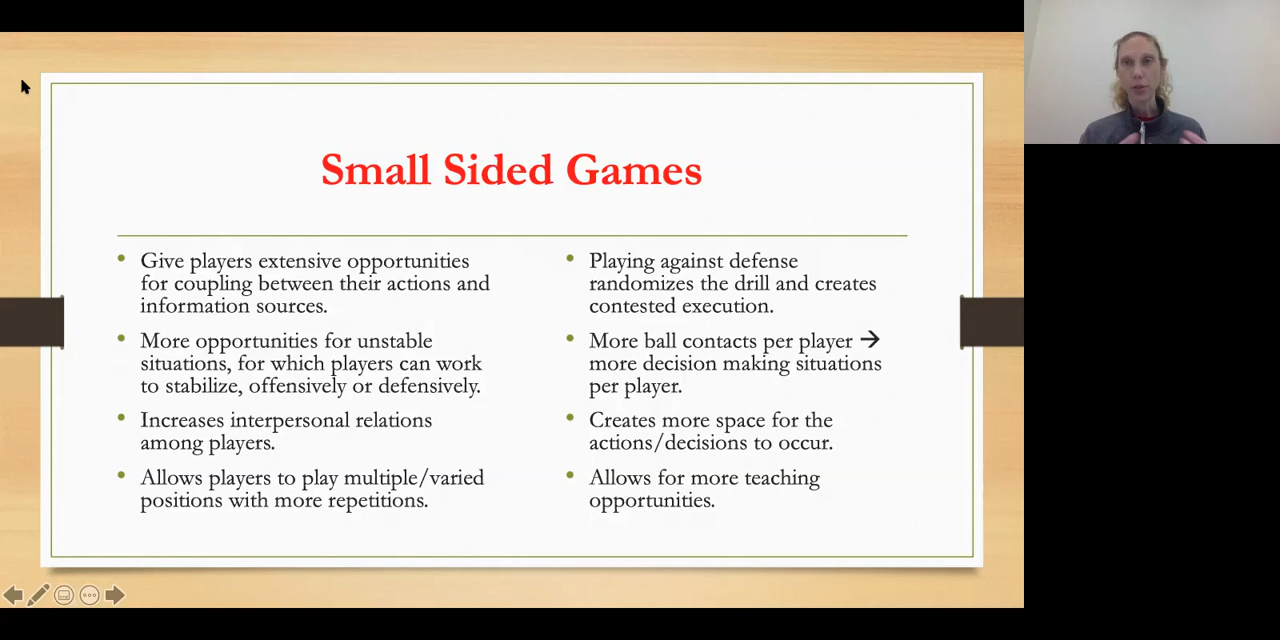 Small Sided Games
• Give players extensive opportunities
for coupling between their actions and
information sources.
• More opportunities for unstable
situations, for which players can work
to stabilize, offensively or defensively.
• Increases interpersonal relations
among players.
• Allows players to play multiple/varied
positions with more repetitions.
• Playing against defense
randomizes the drill and creates
contested execution.
• More ball contacts per player →
more decision making situations
per player.
• Creates more space for the
actions/decisions to occur.
• Allows for more teaching
opportunities.